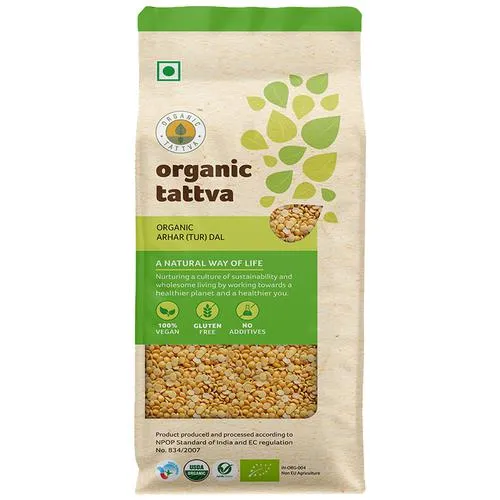 ORGANIC
TATTVA
organic
tattva
ORGANIC
ARHAR (TUR) DAL
A NATURAL WAY OF LIFE
Nurturing a culture of sustainability and
wholesome living by working towards a
healthier planet and a healthier you.
100%
VEGAN
GLUTEN
FREE
NO
ADDITIVES
Product produced and processed according to
NPOP Standard of India and EC regulation
No. 834/2007
USDA
ORGANIC
IN-ORG-004
Non EU Agriculture